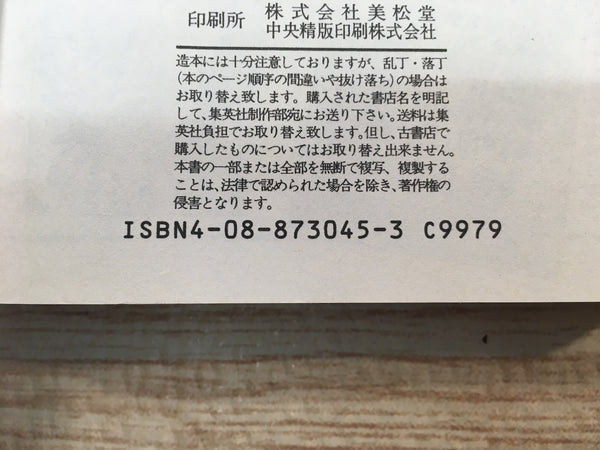 印刷所 株式会社美松堂
中央精版印刷株式会社
造本には十分注意しておりますが、乱丁・落丁
(本のページ順序の間違いや抜け落ち)の場合は
お取り替え致します。購入された書店名を明記
して、集英社制作部宛にお送り下さい。送料は集
英社負担でお取り替え致します。但し、古書店で
購入したものについてはお取り替え出来ません。
本書の一部または全部を無断で複写、複製する
ことは、法律で認められた場合を除き、著作権の
侵害となります。
ISBN4-08-873045-3 C9979